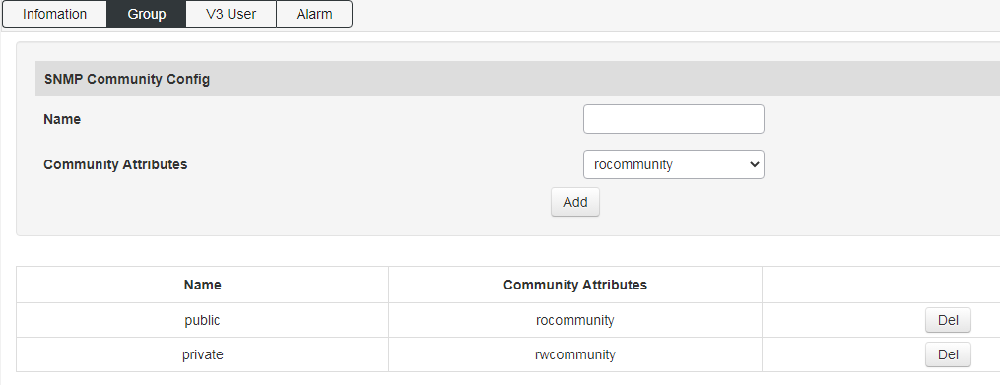 Infomation Group V3 User Alarm
SNMP Community Config
Name
Community Attributes rocommunity
Add
Name Community Attributes
public rocommunity Del
private rwcommunity Del